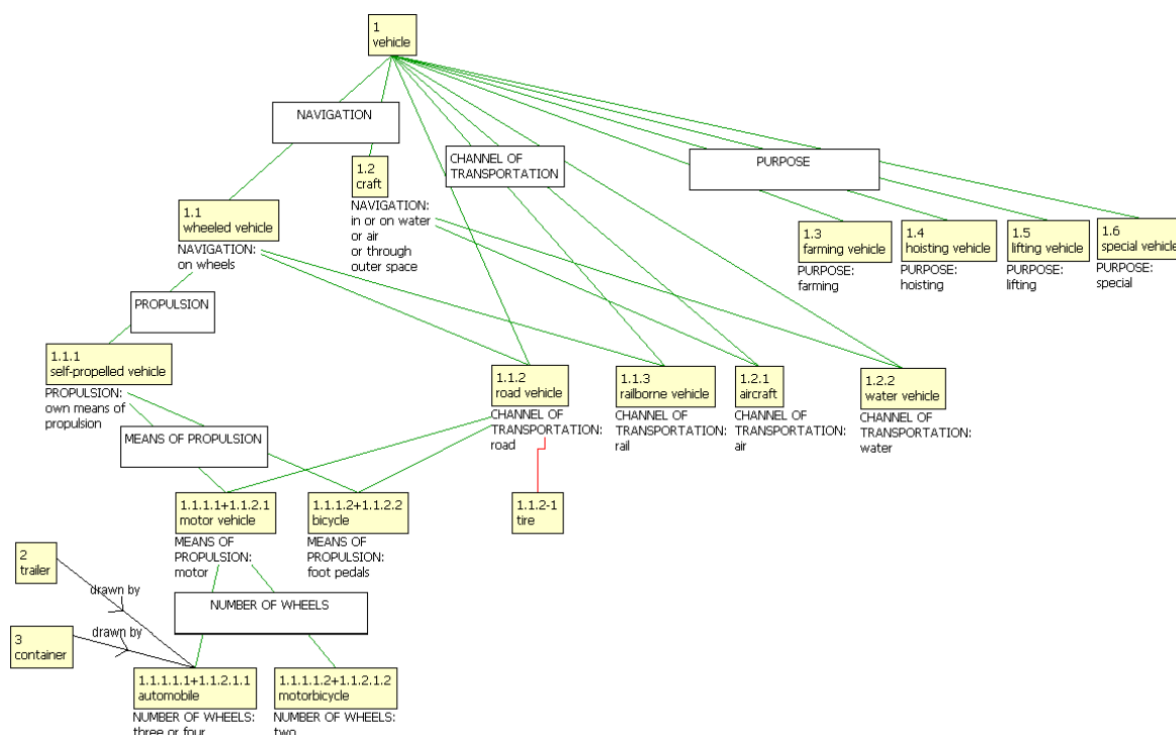 1
vehicle
NAVIGATION
CHANNEL OF
TRANSPORTATION
PURPOSE
1.2
craft
NAVIGATION:
in or on water
or air
or through
outer space
1.1
wheeled vehicle
NAVIGATION:
on wheels
1.3
farming vehicle
PURPOSE:
farming
1.4
hoisting vehicle
PURPOSE:
hoisting
1.5
lifting vehicle
PURPOSE:
lifting
1.6
special vehicle
PURPOSE:
special
PROPULSION
1.1.1
self-propelled vehicle
PROPULSION:
own means of
propulsion
1.1.2
road vehicle
CHANNEL OF
TRANSPORTATION:
road
1.1.3
railborne vehicle
CHANNEL OF
TRANSPORTATION:
rail
1.2.1
aircraft
CHANNEL OF
TRANSPORTATION:
air
1.2.2
water vehicle
CHANNEL OF
TRANSPORTATION:
water
MEANS OF PROPULSION
1.1.1.1+1.1.2.1
motor vehicle
MEANS OF
PROPULSION:
motor
1.1.1.2+1.1.2.2
bicycle
MEANS OF
PROPULSION:
foot pedals
1.1.2-1
tire
2
trailer
drawn by
NUMBER OF WHEELS
3
container
drawn by
1.1.1.1.1+1.1.2.1.1
automobile
NUMBER OF WHEELS:
three or four
1.1.1.1.2+1.1.2.1.2
motorbicycle
NUMBER OF WHEELS:
two